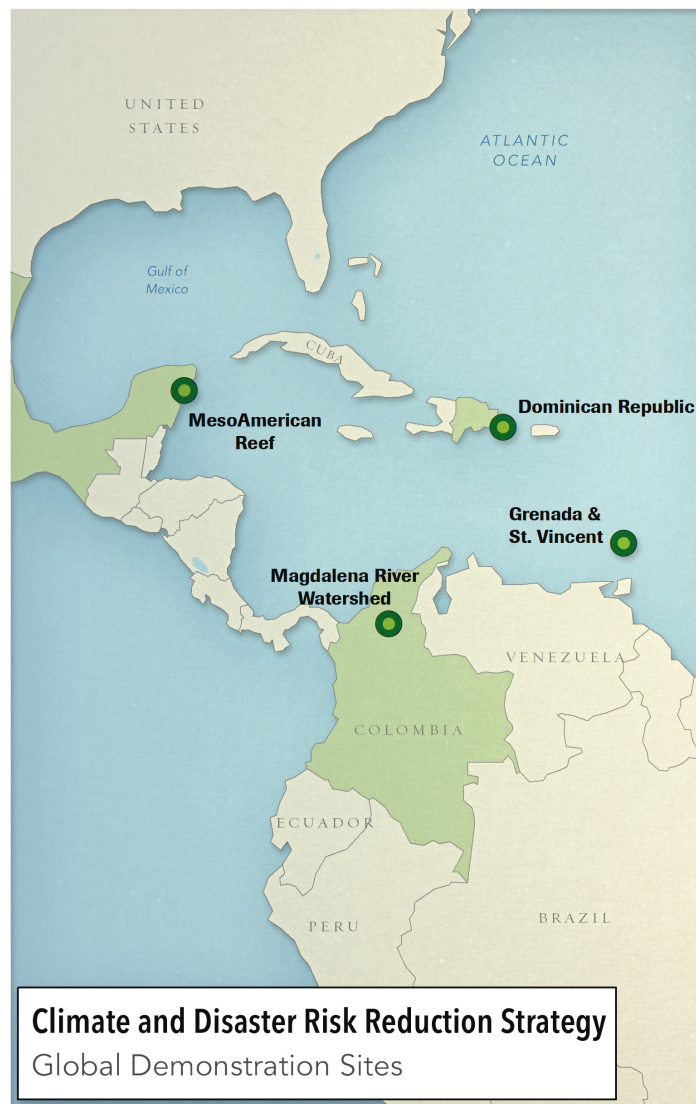 UNITED
STATES
ATLANTIC
OCEAN
Gulf of
Mexico
CUBA
MesoAmerican
Reef
Dominican Republic
Grenada &
St. Vincent
Magdalena River
Watershed
VENEZUELA
COLOMBIA
ECUADOR
PERU
BRAZIL
Climate and Disaster Risk Reduction Strategy
Global Demonstration Sites